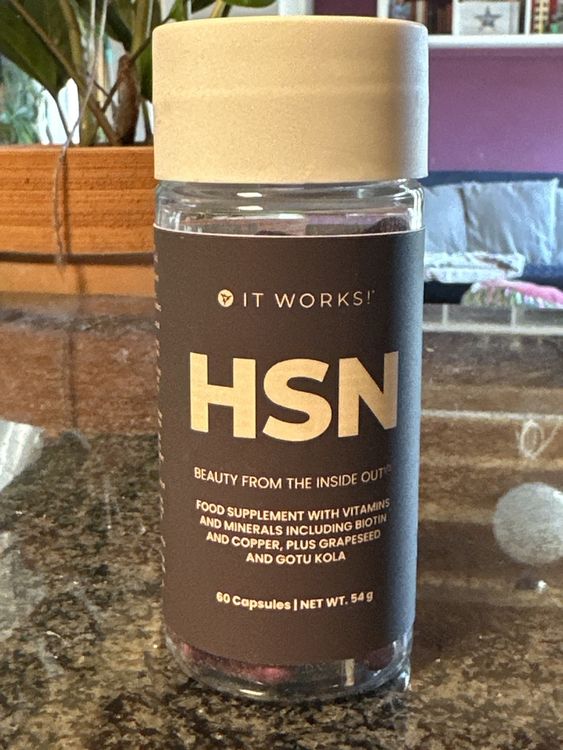 IT WORKS!
HSN
BEAUTY FROM THE INSIDE OUT
FOOD SUPPLEMENT WITH VITAMINS
AND MINERALS INCLUDING BIOTIN
AND COPPER, PLUS GRAPESEED
AND GOTU KOLA
60 Capsules | NET WT. 54 g